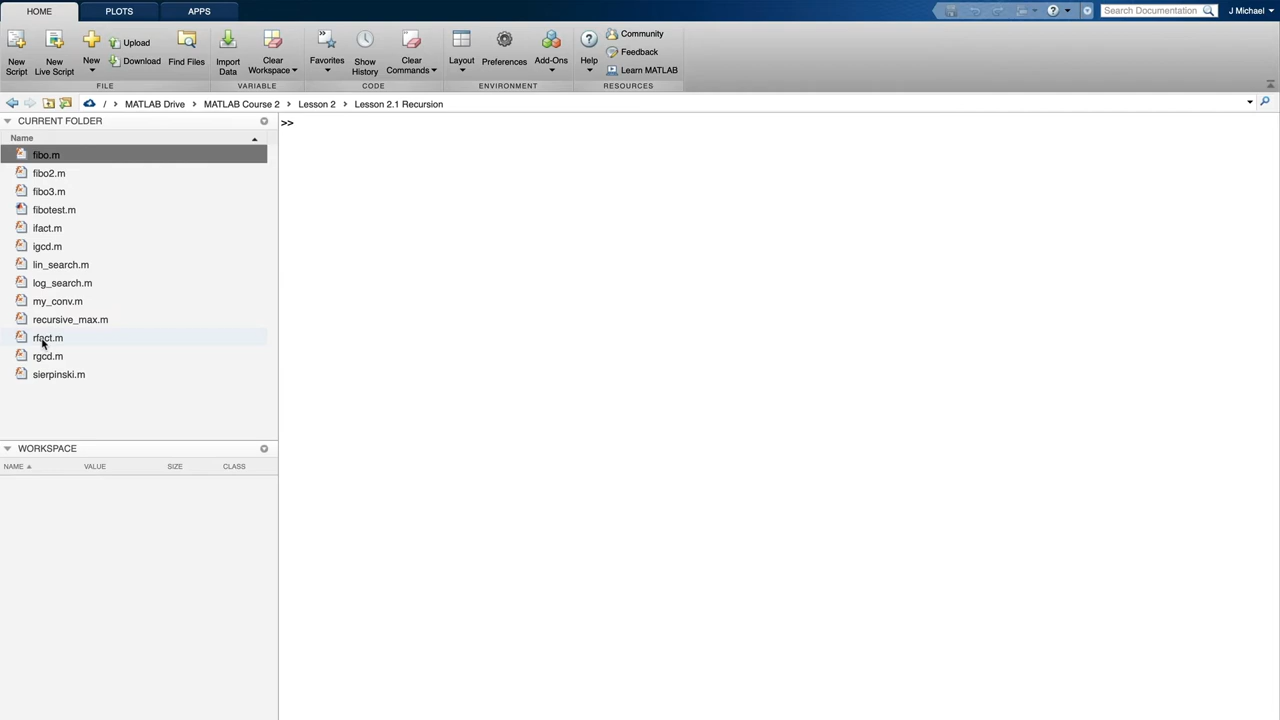 HOME PLOTS APPS Search Documentation J Michael
New Script New Live Script New Upload Download Find Files Import Data Clear Workspace Favorites Show History Clear Commands Layout Preferences Add-Ons Help Community Feedback Learn MATLAB
FILE VARIABLE CODE ENVIRONMENT RESOURCES
/ MATLAB Drive MATLAB Course 2 Lesson 2 Lesson 2.1 Recursion
CURRENT FOLDER
>>
Name
fibo.m
fibo2.m
fibo3.m
fibotest.m
ifact.m
igcd.m
lin_search.m
log_search.m
my_conv.m
recursive_max.m
rfact.m
rgcd.m
sierpinski.m
WORKSPACE
NAME VALUE SIZE CLASS